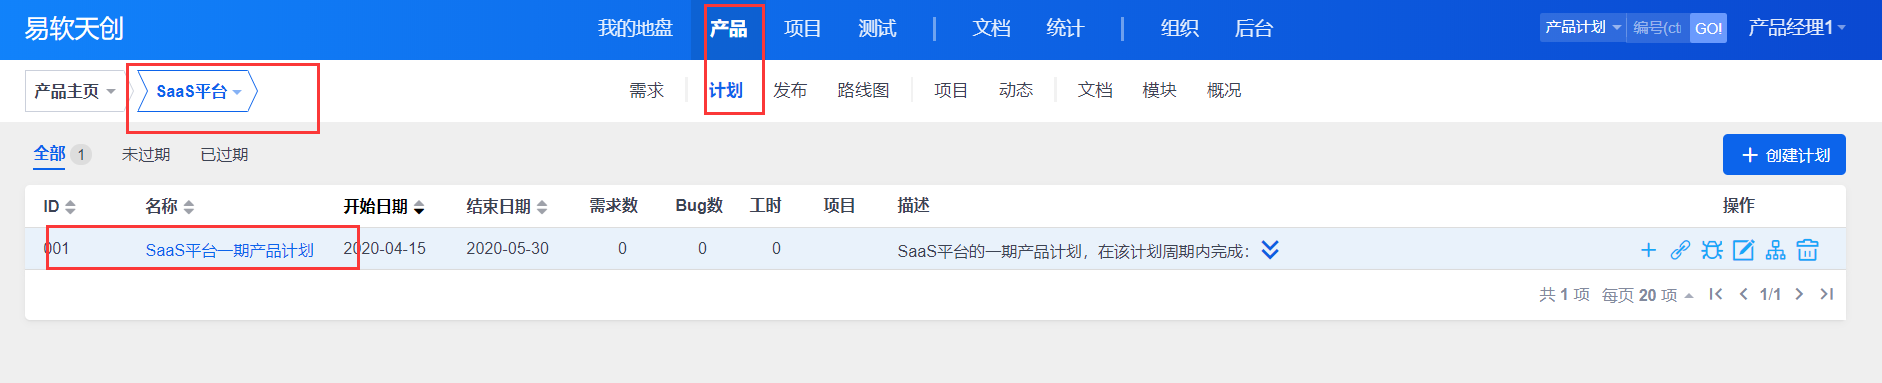 易软天创 我的地盘 产品 项目 测试 文档 统计 组织 后台 产品计划 编号(ct GO! 产品经理1
产品主页 SaaS平台 需求 计划 发布 路线图 项目 动态 文档 模块 概况
全部 1 未过期 已过期 创建计划
ID 名称 开始日期 结束日期 需求数 Bug数 工时 项目 描述 操作
001 SaaS平台一期产品计划 2020-04-15 2020-05-30 0 0 0 SaaS平台的一期产品计划，在该计划周期内完成：
共 1 项 每页 20 项 1/1